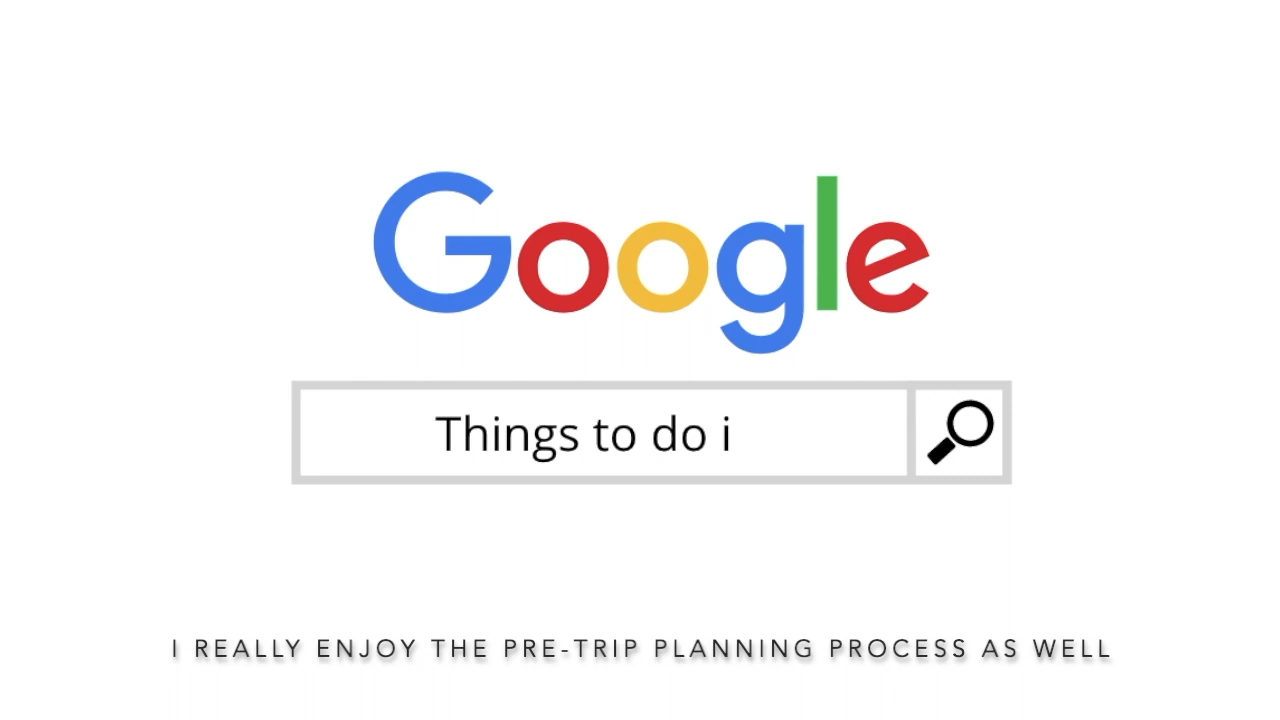 Google
Things to do i
I REALLY ENJOY THE PRE-TRIP PLANNING PROCESS AS WELL